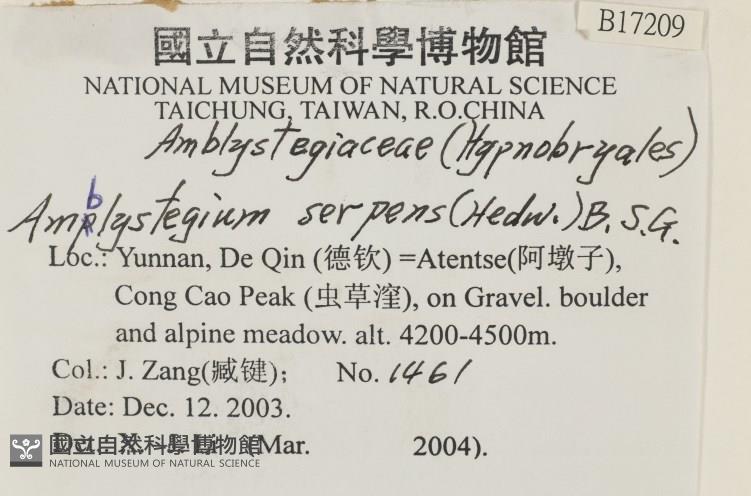 B17209
國立自然科學博物館
NATIONAL MUSEUM OF NATURAL SCIENCE
TAICHUNG, TAIWAN, R.O.CHINA
Amblystegiaceae (Hypnobryales)
Amblystegium serpens (Hedw.) B.S.G.
Loc.: Yunnan, De Qin (德钦) =Atentse(阿墩子),
Cong Cao Peak (虫草漥), on Gravel. boulder
and alpine meadow. alt. 4200-4500m.
Col.: J. Zang(臧键); No. 1461
Date: Dec. 12. 2003.
(Mar. 2004).
國立自然科學博物館
NATIONAL MUSEUM OF NATURAL SCIENCE